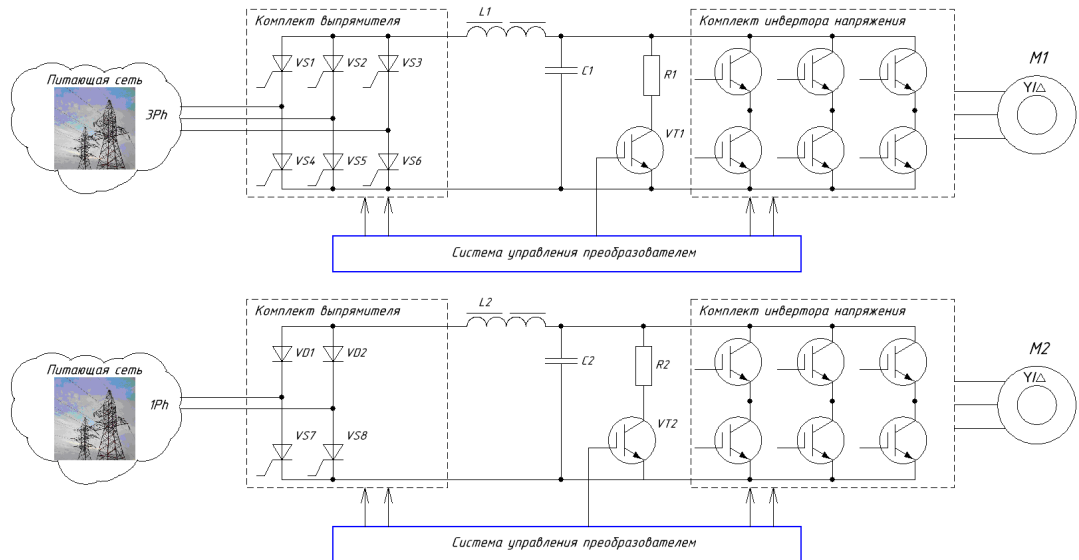 Комплект выпрямителя
L1
Комплект инвертора напряжения
VS1
VS2
VS3
C1
R1
M1
Y/△
Питающая сеть
3Ph
VT1
VS4
VS5
VS6
Система управления преобразователем
Комплект выпрямителя
L2
Комплект инвертора напряжения
VD1
VD2
C2
R2
M2
Y/△
Питающая сеть
1Ph
VT2
VS7
VS8
Система управления преобразователем